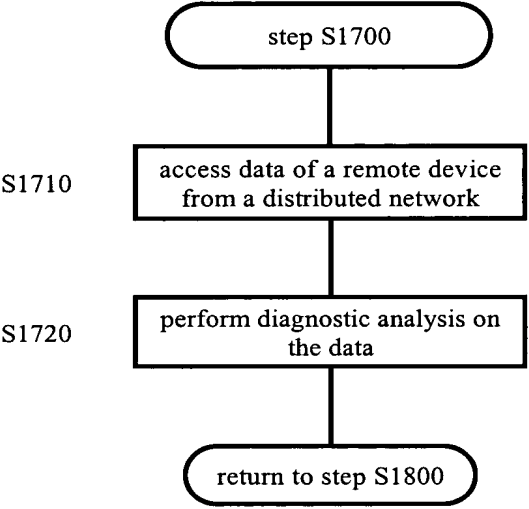 step S1700
S1710
access data of a remote device
from a distributed network
S1720
perform diagnostic analysis on
the data
return to step S1800